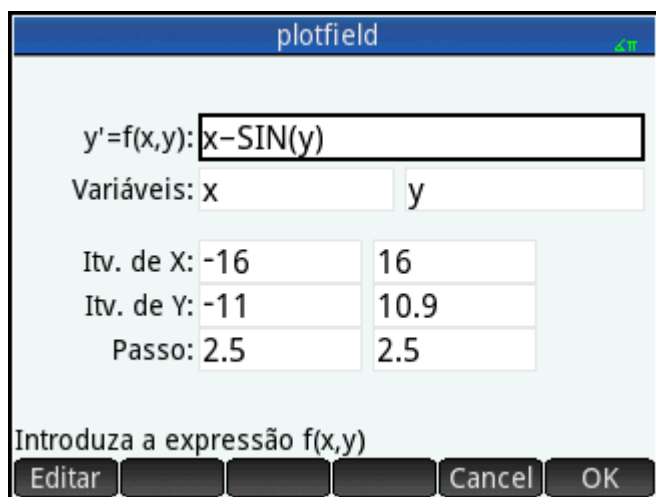 plotfield
∡π
y'=f(x,y): x−SIN(y)
Variáveis: x y
Itv. de X: -16 16
Itv. de Y: -11 10.9
Passo: 2.5 2.5
Introduza a expressão f(x,y)
Editar Cancel OK